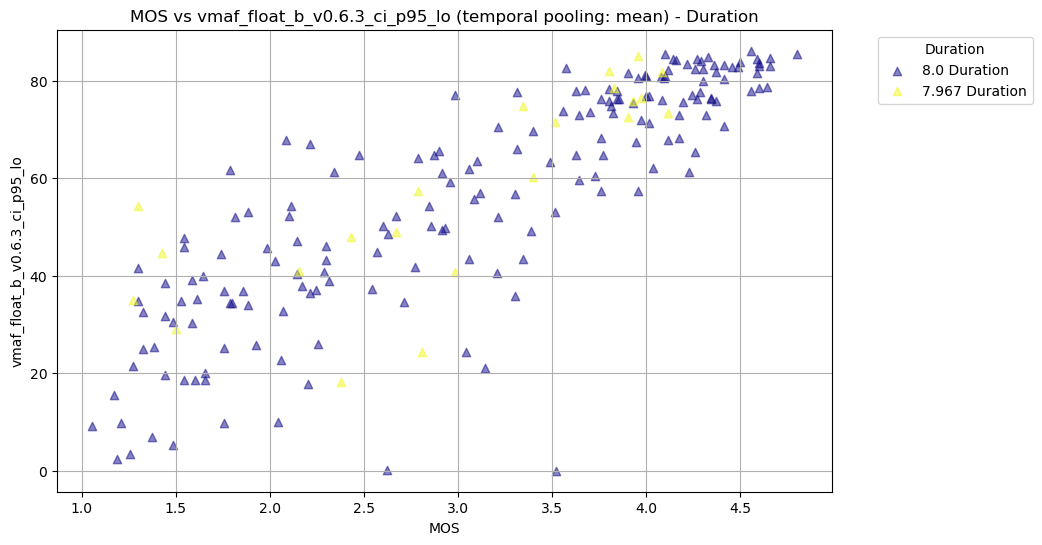 MOS vs vmaf_float_b_v0.6.3_ci_p95_lo (temporal pooling: mean) - Duration
Duration
8.0 Duration
7.967 Duration
vmaf_float_b_v0.6.3_ci_p95_lo
80
60
40
20
0
1.0 1.5 2.0 2.5 3.0 3.5 4.0 4.5
MOS